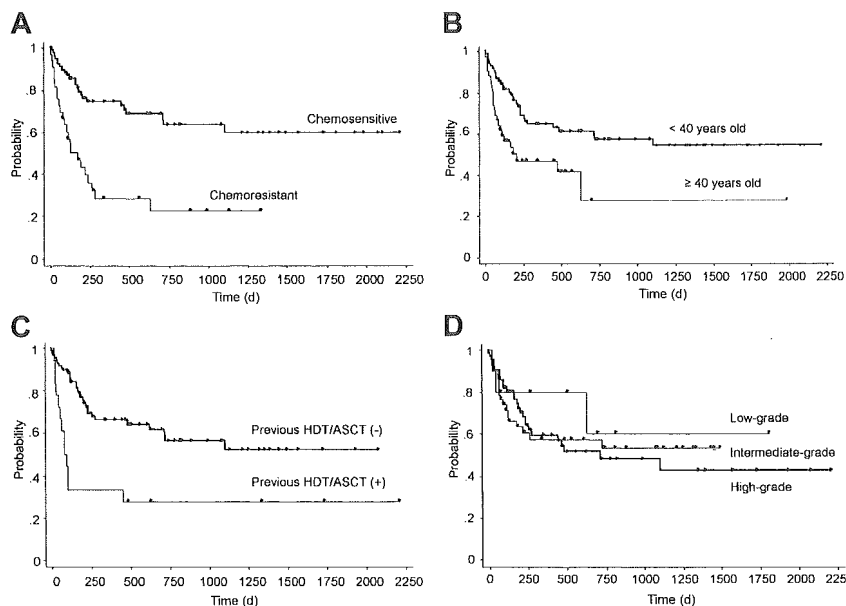 A
1
.8
.6
.4
.2
0
Probability
Chemosensitive
Chemoresistant
0 250 500 750 1000 1250 1500 1750 2000 2250
Time (d)
B
1
.8
.6
.4
.2
0
Probability
< 40 years old
≥ 40 years old
0 250 500 750 1000 1250 1500 1750 2000 2250
Time (d)
C
1
.8
.6
.4
.2
0
Probability
Previous HDT/ASCT (-)
Previous HDT/ASCT (+)
0 250 500 750 1000 1250 1500 1750 2000 2250
Time (d)
D
1
.8
.6
.4
.2
0
Probability
Low-grade
Intermediate-grade
High-grade
0 250 500 750 1000 1250 1500 1750 2000 2250
Time (d)